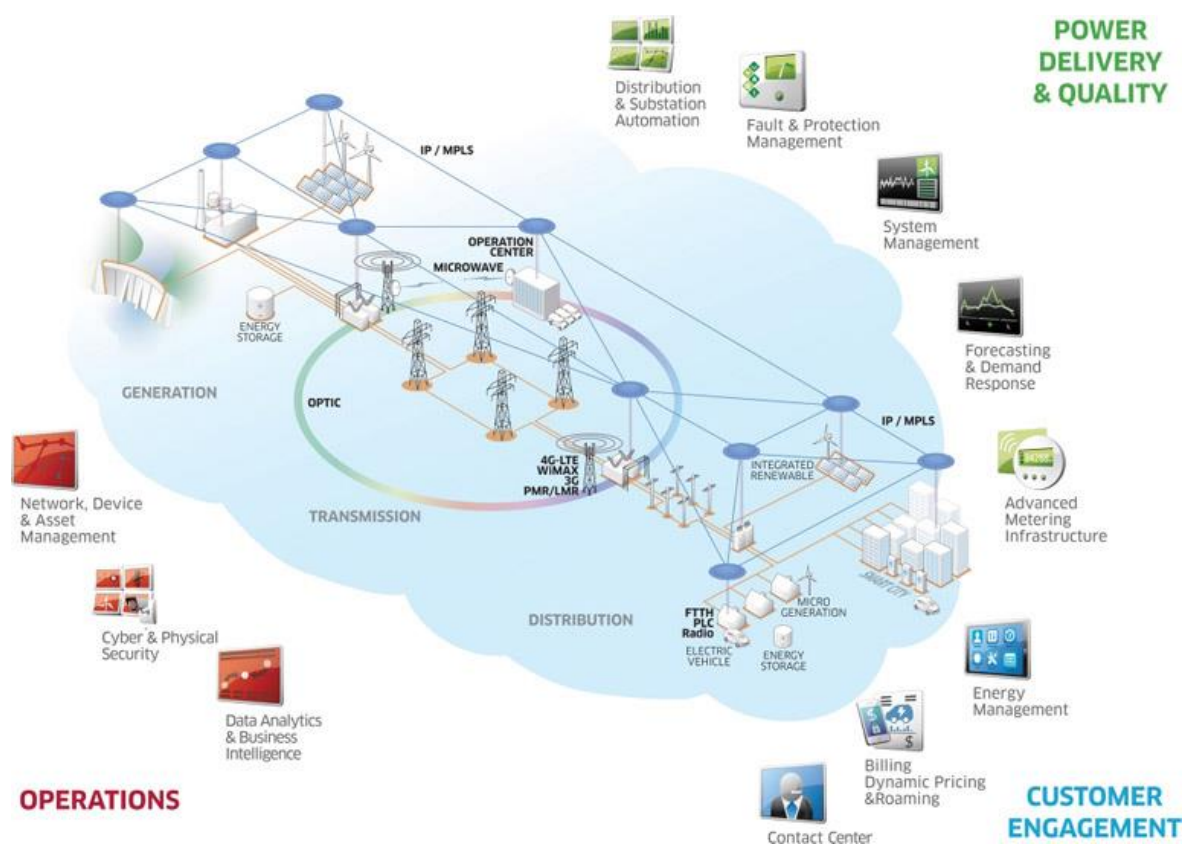 POWER
DELIVERY
& QUALITY
Distribution
& Substation
Automation
Fault & Protection
Management
System
Management
Forecasting
& Demand
Response
Advanced
Metering
Infrastructure
IP / MPLS
OPERATION
CENTER
MICROWAVE
ENERGY
STORAGE
GENERATION
OPTIC
4G-LTE
WiMAX
3G
PMR/LMR
TRANSMISSION
IP / MPLS
INTEGRATED
RENEWABLE
SMART CITY
MICRO
GENERATION
DISTRIBUTION
FTTH
PLC
Radio
ELECTRIC
VEHICLE
ENERGY
STORAGE
Network, Device
& Asset
Management
Cyber & Physical
Security
Data Analytics
& Business
Intelligence
OPERATIONS
Energy
Management
Billing
Dynamic Pricing
&Roaming
Contact Center
CUSTOMER
ENGAGEMENT